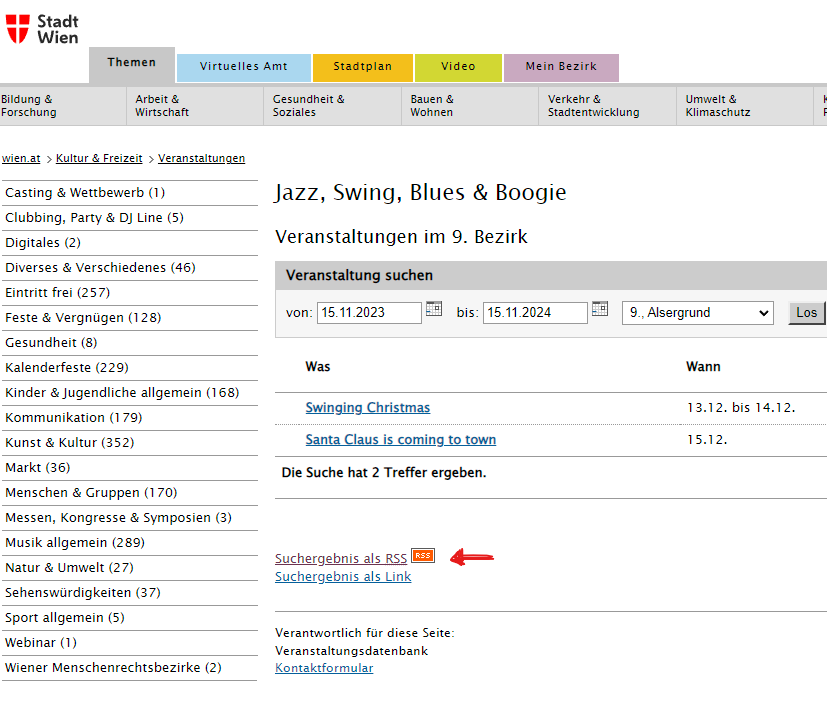 Stadt
Wien
Themen
Virtuelles Amt
Stadtplan
Video
Mein Bezirk
Bildung &
Forschung
Arbeit &
Wirtschaft
Gesundheit &
Soziales
Bauen &
Wohnen
Verkehr &
Stadtentwicklung
Umwelt &
Klimaschutz
wien.at > Kultur & Freizeit > Veranstaltungen
Casting & Wettbewerb (1)
Clubbing, Party & DJ Line (5)
Digitales (2)
Diverses & Verschiedenes (46)
Eintritt frei (257)
Feste & Vergnügen (128)
Gesundheit (8)
Kalenderfeste (229)
Kinder & Jugendliche allgemein (168)
Kommunikation (179)
Kunst & Kultur (352)
Markt (36)
Menschen & Gruppen (170)
Messen, Kongresse & Symposien (3)
Musik allgemein (289)
Natur & Umwelt (27)
Sehenswürdigkeiten (37)
Sport allgemein (5)
Webinar (1)
Wiener Menschenrechtsbezirke (2)
Jazz, Swing, Blues & Boogie
Veranstaltungen im 9. Bezirk
Veranstaltung suchen
von: 15.11.2023 bis: 15.11.2024 9., Alsergrund Los
Was Wann
Swinging Christmas 13.12. bis 14.12.
Santa Claus is coming to town 15.12.
Die Suche hat 2 Treffer ergeben.
Suchergebnis als RSS RSS
Suchergebnis als Link
Verantwortlich für diese Seite:
Veranstaltungsdatenbank
Kontaktformular